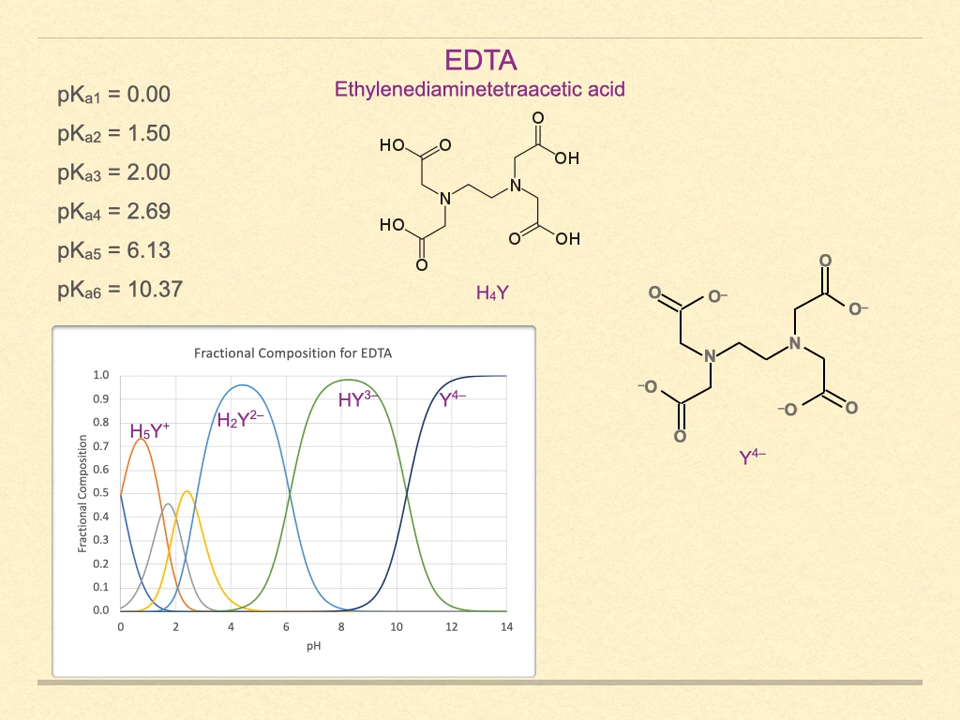 EDTA
Ethylenediaminetetraacetic acid
pKa1 = 0.00
pKa2 = 1.50
pKa3 = 2.00
pKa4 = 2.69
pKa5 = 6.13
pKa6 = 10.37
O
HO
O
OH
N
N
HO
O
OH
O
H₄Y
O
O
O–
O–
N
N
–O
–O
O
O
Y⁴⁻
Fractional Composition for EDTA
Fractional Composition
1.0
0.9
0.8
0.7
0.6
0.5
0.4
0.3
0.2
0.1
0.0
H₅Y⁺
H₂Y²⁻
HY³⁻
Y⁴⁻
0 2 4 6 8 10 12 14
pH